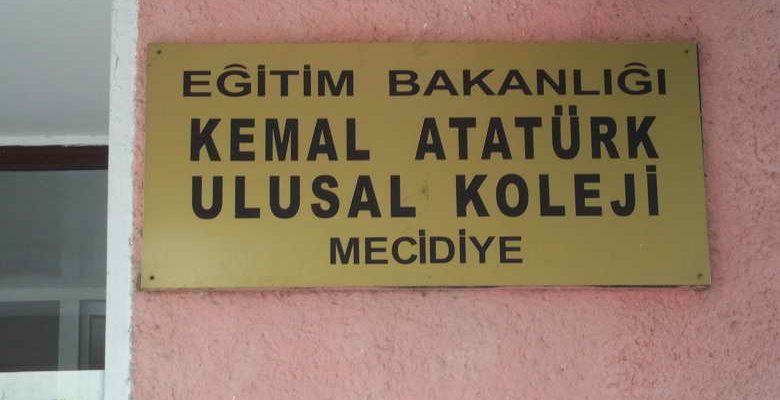 EĞİTİM BAKANLIĞI
KEMAL ATATÜRK
ULUSAL KOLEJİ
MECİDİYE